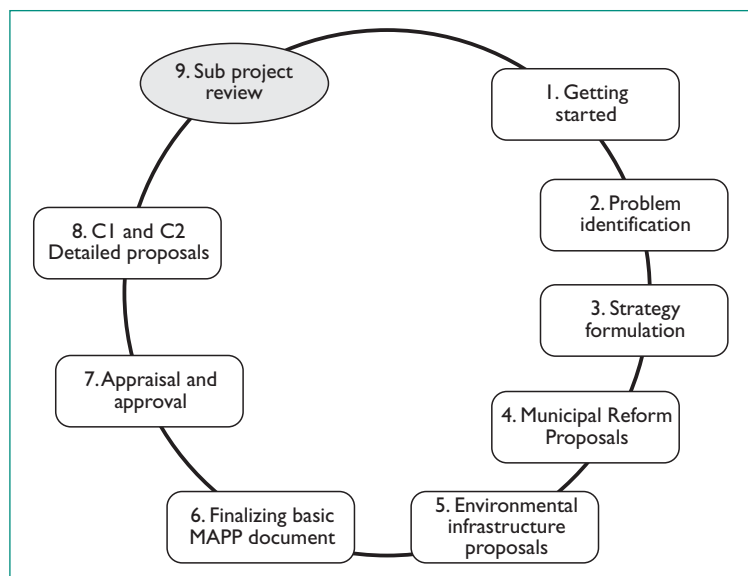 9. Sub project
review
1. Getting
started
2. Problem
identification
3. Strategy
formulation
4. Municipal Reform
Proposals
5. Environmental
infrastructure
proposals
6. Finalizing basic
MAPP document
7. Appraisal and
approval
8. C1 and C2
Detailed proposals